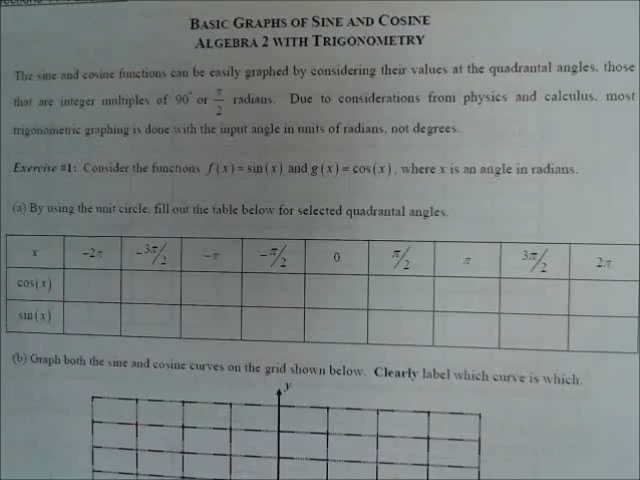 BASIC GRAPHS OF SINE AND COSINE
ALGEBRA 2 WITH TRIGONOMETRY
The sine and cosine functions can be easily graphed by considering their values at the quadrantal angles, those
that are integer multiples of 90° or π/2 radians. Due to considerations from physics and calculus, most
trigonometric graphing is done with the input angle in units of radians, not degrees.
Exercise #1: Consider the functions f(x) = sin(x) and g(x) = cos(x), where x is an angle in radians.
(a) By using the unit circle, fill out the table below for selected quadrantal angles.
x −2π −3π/2 −π −π/2 0 π/2 π 3π/2 2π
cos(x)
sin(x)
(b) Graph both the sine and cosine curves on the grid shown below. Clearly label which curve is which.
y